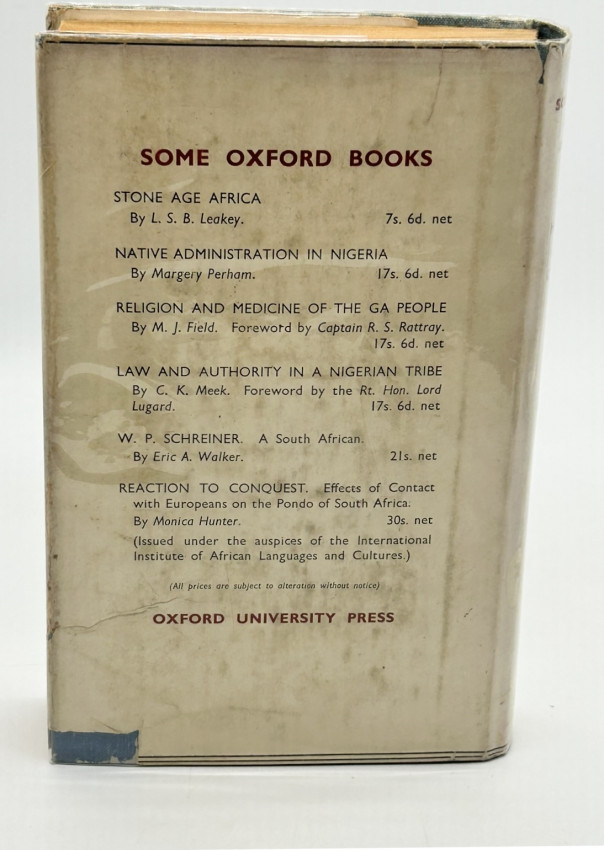 SOME OXFORD BOOKS
STONE AGE AFRICA
By L. S. B. Leakey. 7s. 6d. net
NATIVE ADMINISTRATION IN NIGERIA
By Margery Perham. 17s. 6d. net
RELIGION AND MEDICINE OF THE GA PEOPLE
By M. J. Field. Foreword by Captain R. S. Rattray.
17s. 6d. net
LAW AND AUTHORITY IN A NIGERIAN TRIBE
By C. K. Meek. Foreword by the Rt. Hon. Lord
Lugard. 17s. 6d. net
W. P. SCHREINER. A South African.
By Eric A. Walker. 21s. net
REACTION TO CONQUEST. Effects of Contact
with Europeans on the Pondo of South Africa.
By Monica Hunter. 30s. net
(Issued under the auspices of the International
Institute of African Languages and Cultures.)
(All prices are subject to alteration without notice)
OXFORD UNIVERSITY PRESS